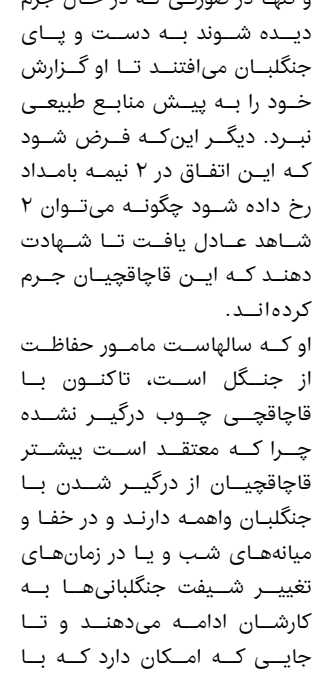 و تنها در صورتی که در حال جرم
دیده شوند به دست و پای
جنگلبان می‌افتند تا او گزارش
خود را به پیش منابع طبیعی
نبرد. دیگر این‌که فرض شود
که این اتفاق در ۲ نیمه بامداد
رخ داده شود چگونه می‌توان ۲
شاهد عادل یافت تا شهادت
دهند که این قاچاقچیان جرم
کرده‌اند.
او که سالهاست مامور حفاظت
از جنگل است، تاکنون با
قاچاقچی چوب درگیر نشده
چرا که معتقد است بیشتر
قاچاقچیان از درگیر شدن با
جنگلبان واهمه دارند و در خفا و
میانه‌های شب و یا در زمان‌های
تغییر شیفت جنگلبانی‌ها به
کارشان ادامه می‌دهند و تا
جایی که امکان دارد که با